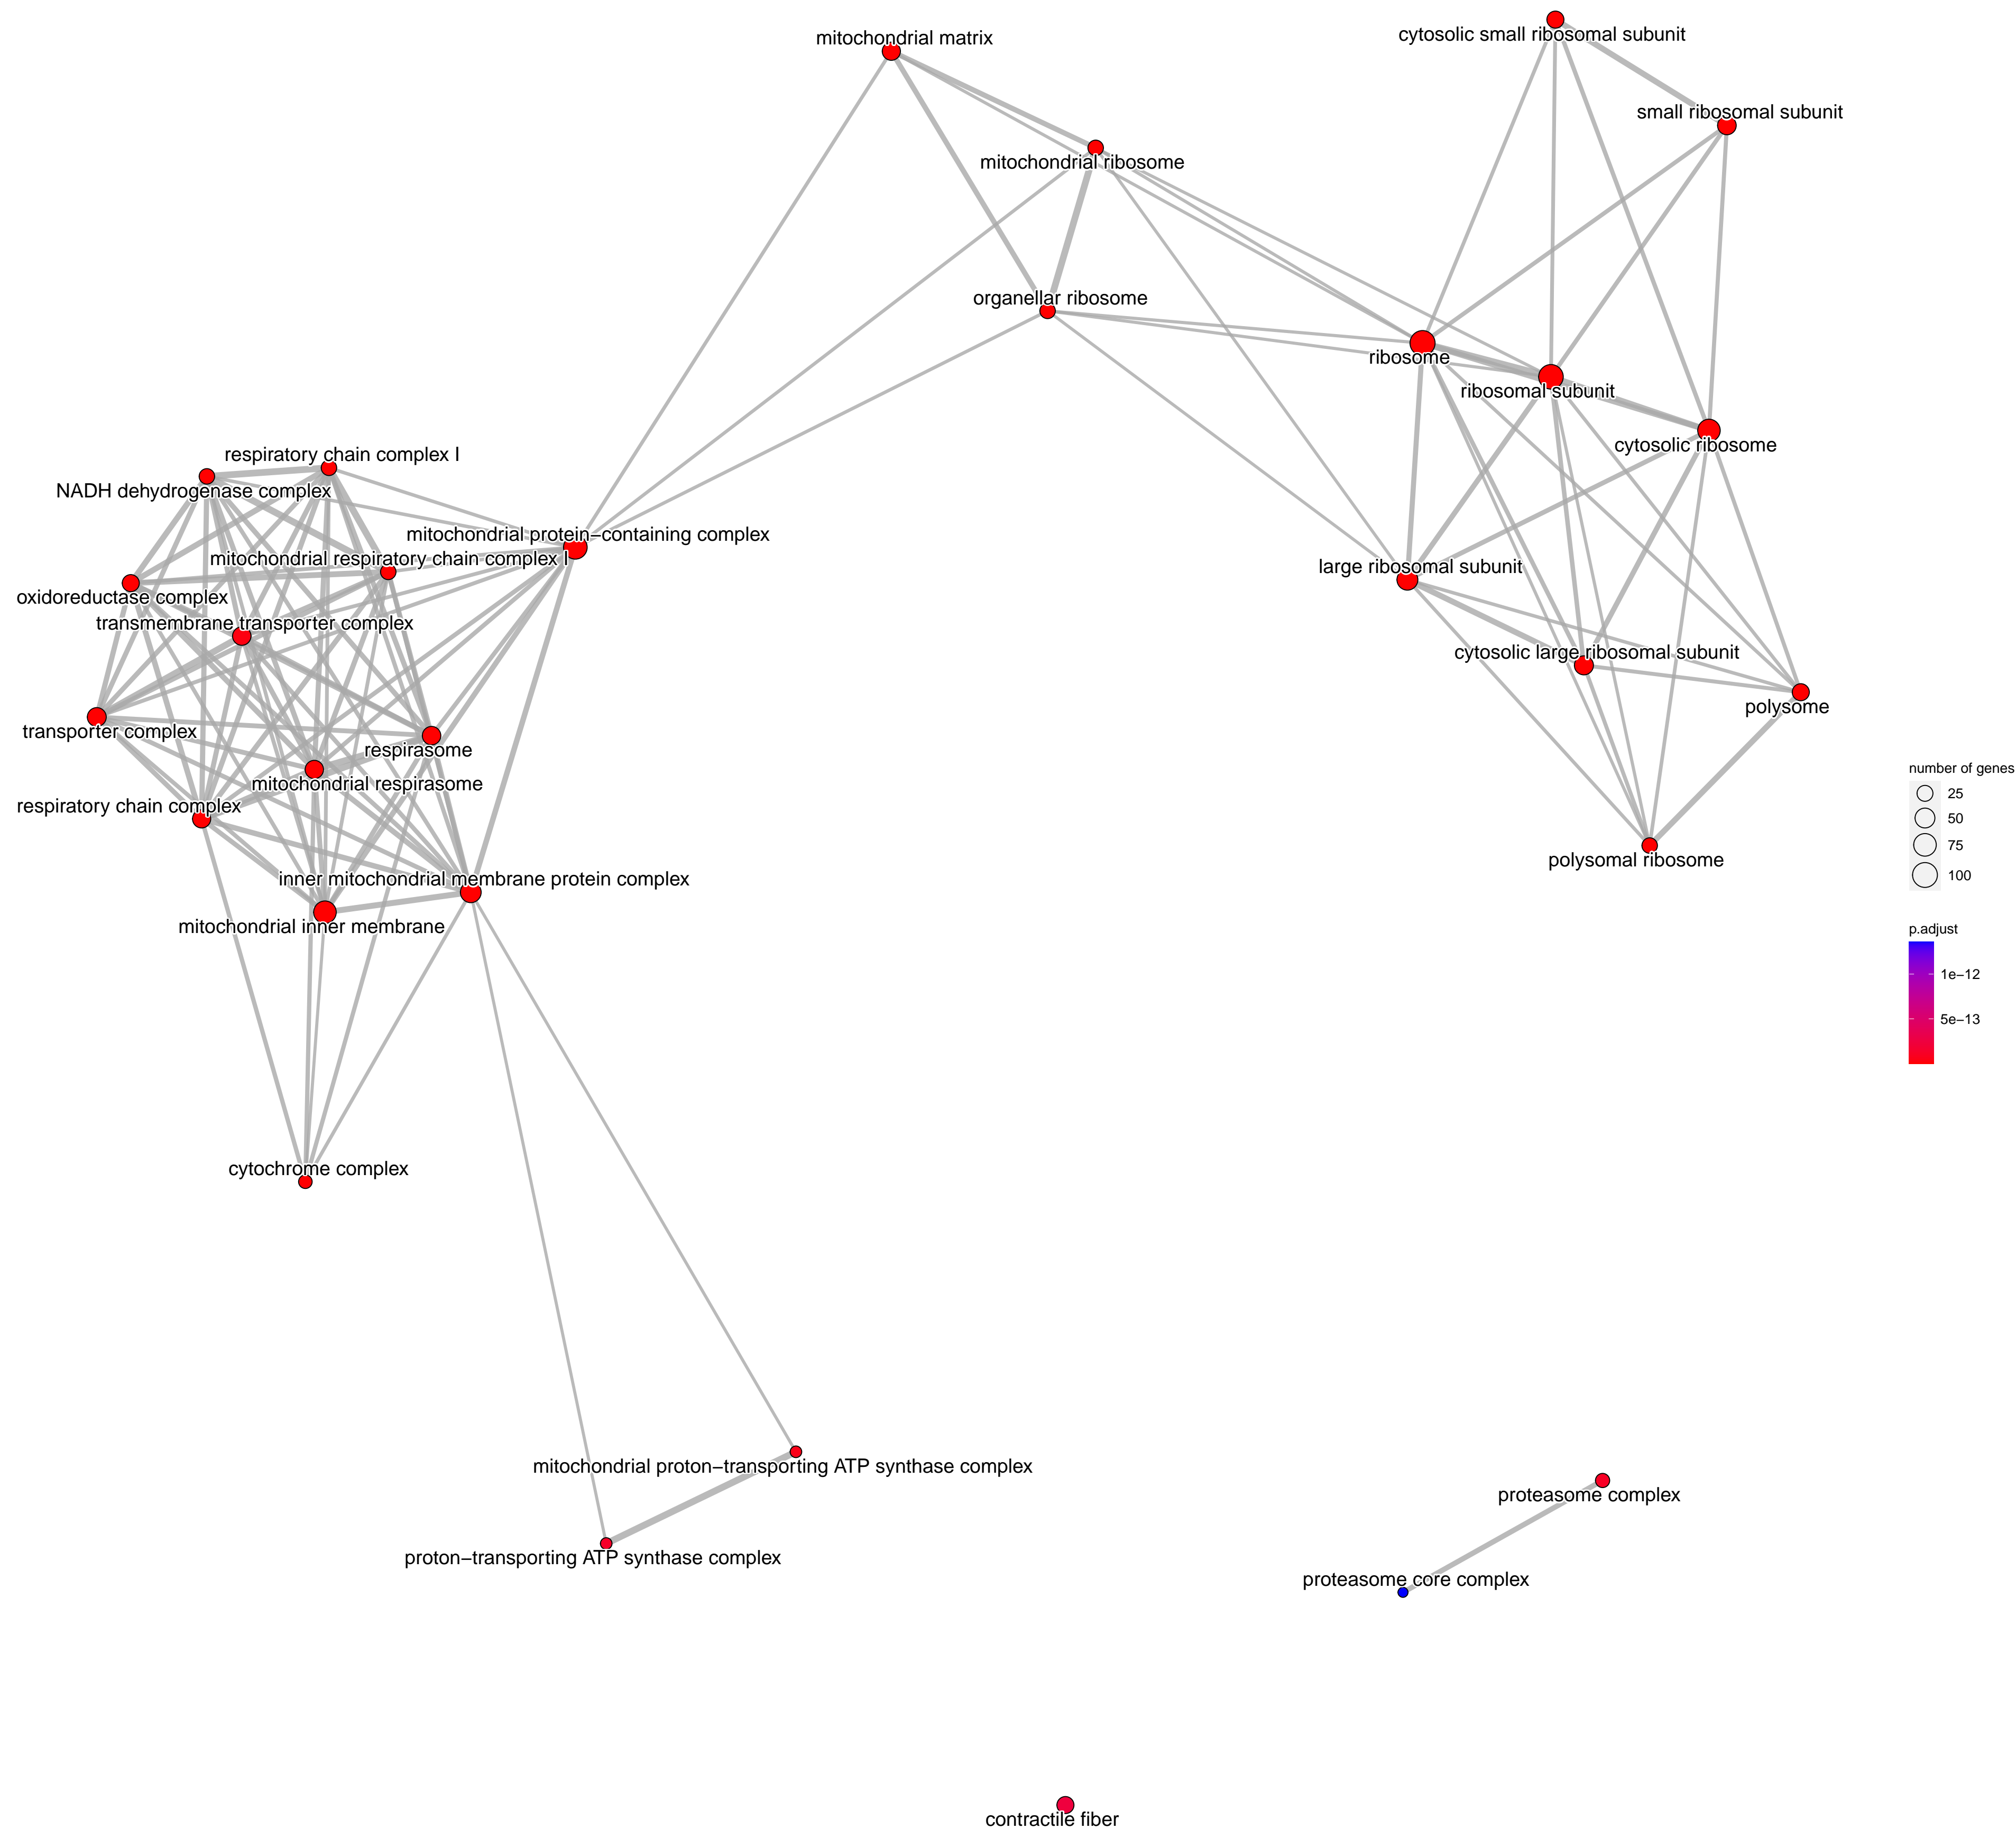 cytosolic small ribosomal subunit
mitochondrial matrix
small ribosomal subunit
mitochondrial ribosome
organellar ribosome
ribosome
ribosomal subunit
cytosolic ribosome
respiratory chain complex I
NADH dehydrogenase complex
mitochondrial protein−containing complex
mitochondrial respiratory chain complex I
large ribosomal subunit
oxidoreductase complex
transmembrane transporter complex
cytosolic large ribosomal subunit
polysome
transporter complex
respirasome
mitochondrial respirasome
respiratory chain complex
polysomal ribosome
inner mitochondrial membrane protein complex
mitochondrial inner membrane
number of genes
25
50
75
100
p.adjust
1e−12
5e−13
cytochrome complex
mitochondrial proton−transporting ATP synthase complex
proteasome complex
proton−transporting ATP synthase complex
proteasome core complex
contractile fiber